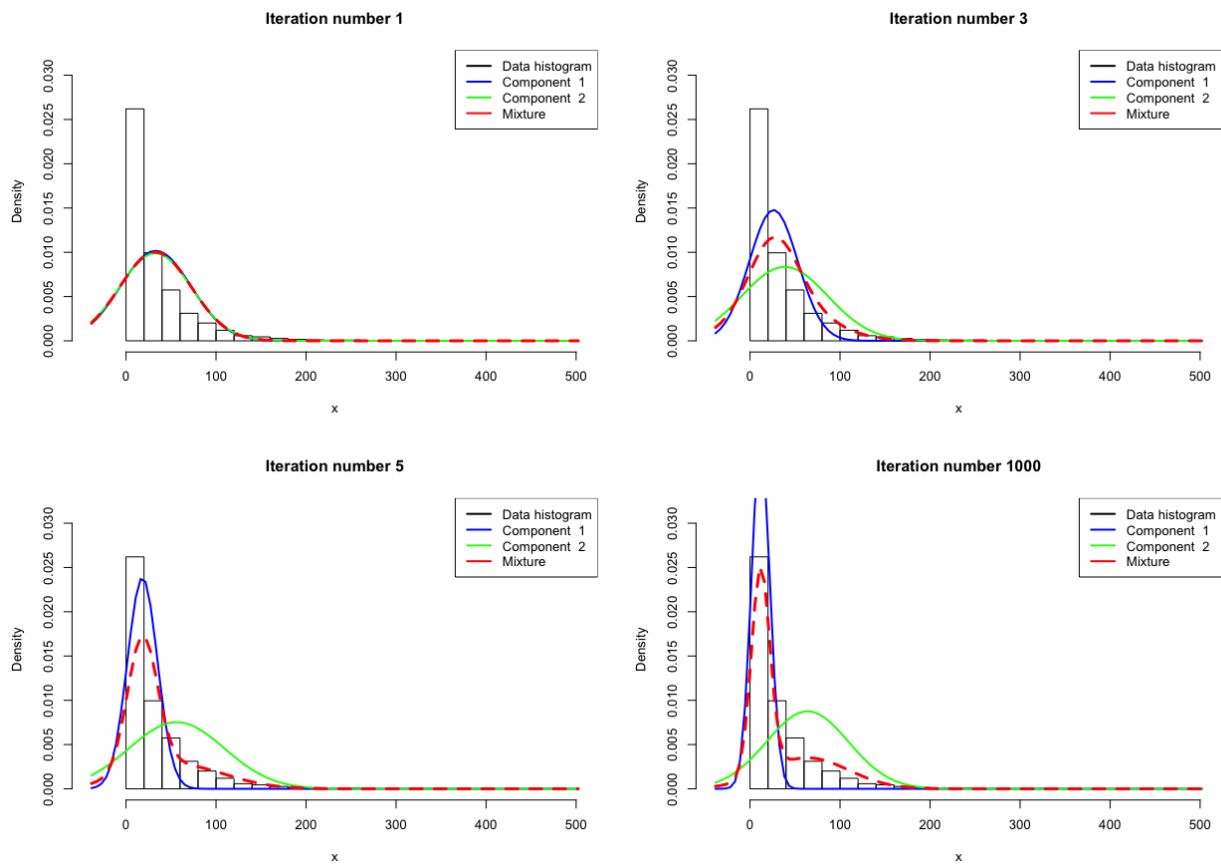 Iteration number 1
Data histogram
Component 1
Component 2
Mixture
Density
0.000 0.005 0.010 0.015 0.020 0.025 0.030
0 100 200 300 400 500
x
Iteration number 3
Data histogram
Component 1
Component 2
Mixture
Density
0.000 0.005 0.010 0.015 0.020 0.025 0.030
0 100 200 300 400 500
x
Iteration number 5
Data histogram
Component 1
Component 2
Mixture
Density
0.000 0.005 0.010 0.015 0.020 0.025 0.030
0 100 200 300 400 500
x
Iteration number 1000
Data histogram
Component 1
Component 2
Mixture
Density
0.000 0.005 0.010 0.015 0.020 0.025 0.030
0 100 200 300 400 500
x